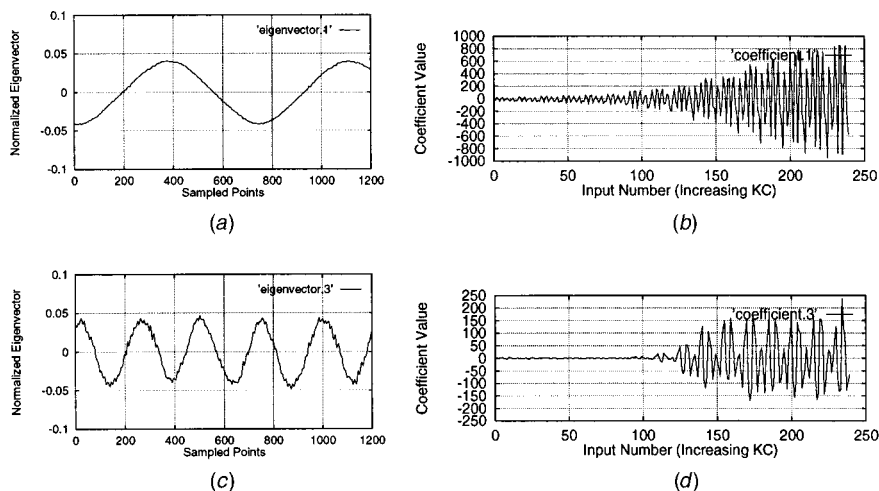 0.1
0.05
0
-0.05
-0.1
Normalized Eigenvector
'eigenvector.1'
0 200 400 600 800 1000 1200
Sampled Points
(a)
1000
800
600
400
200
0
-200
-400
-600
-800
-1000
Coefficient Value
'coefficient.1'
0 50 100 150 200 250
Input Number (Increasing KC)
(b)
0.1
0.05
0
-0.05
-0.1
Normalized Eigenvector
'eigenvector.3'
0 200 400 600 800 1000 1200
Sampled Points
(c)
250
200
150
100
50
0
-50
-100
-150
-200
-250
Coefficient Value
'coefficient.3'
0 50 100 150 200 250
Input Number (Increasing KC)
(d)